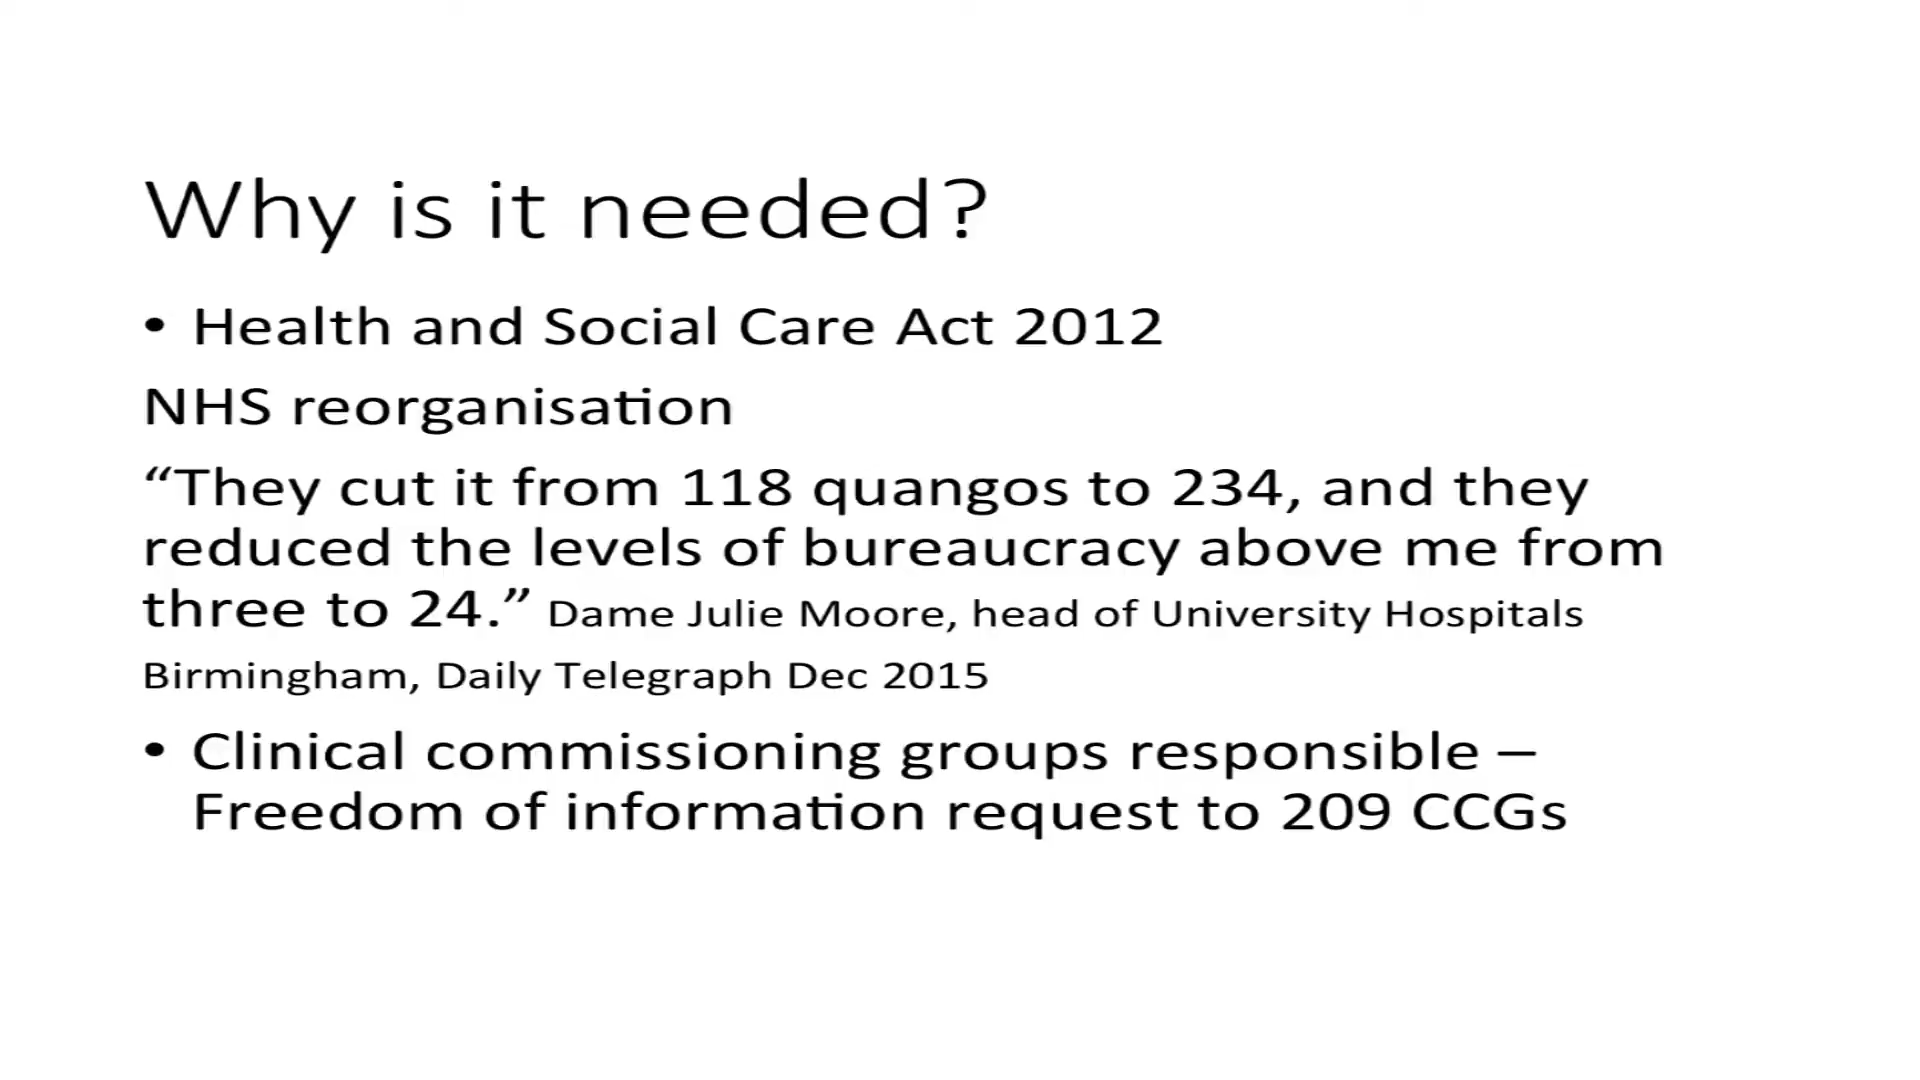 Why is it needed?
• Health and Social Care Act 2012
NHS reorganisation
“They cut it from 118 quangos to 234, and they
reduced the levels of bureaucracy above me from
three to 24.” Dame Julie Moore, head of University Hospitals
Birmingham, Daily Telegraph Dec 2015
• Clinical commissioning groups responsible –
Freedom of information request to 209 CCGs